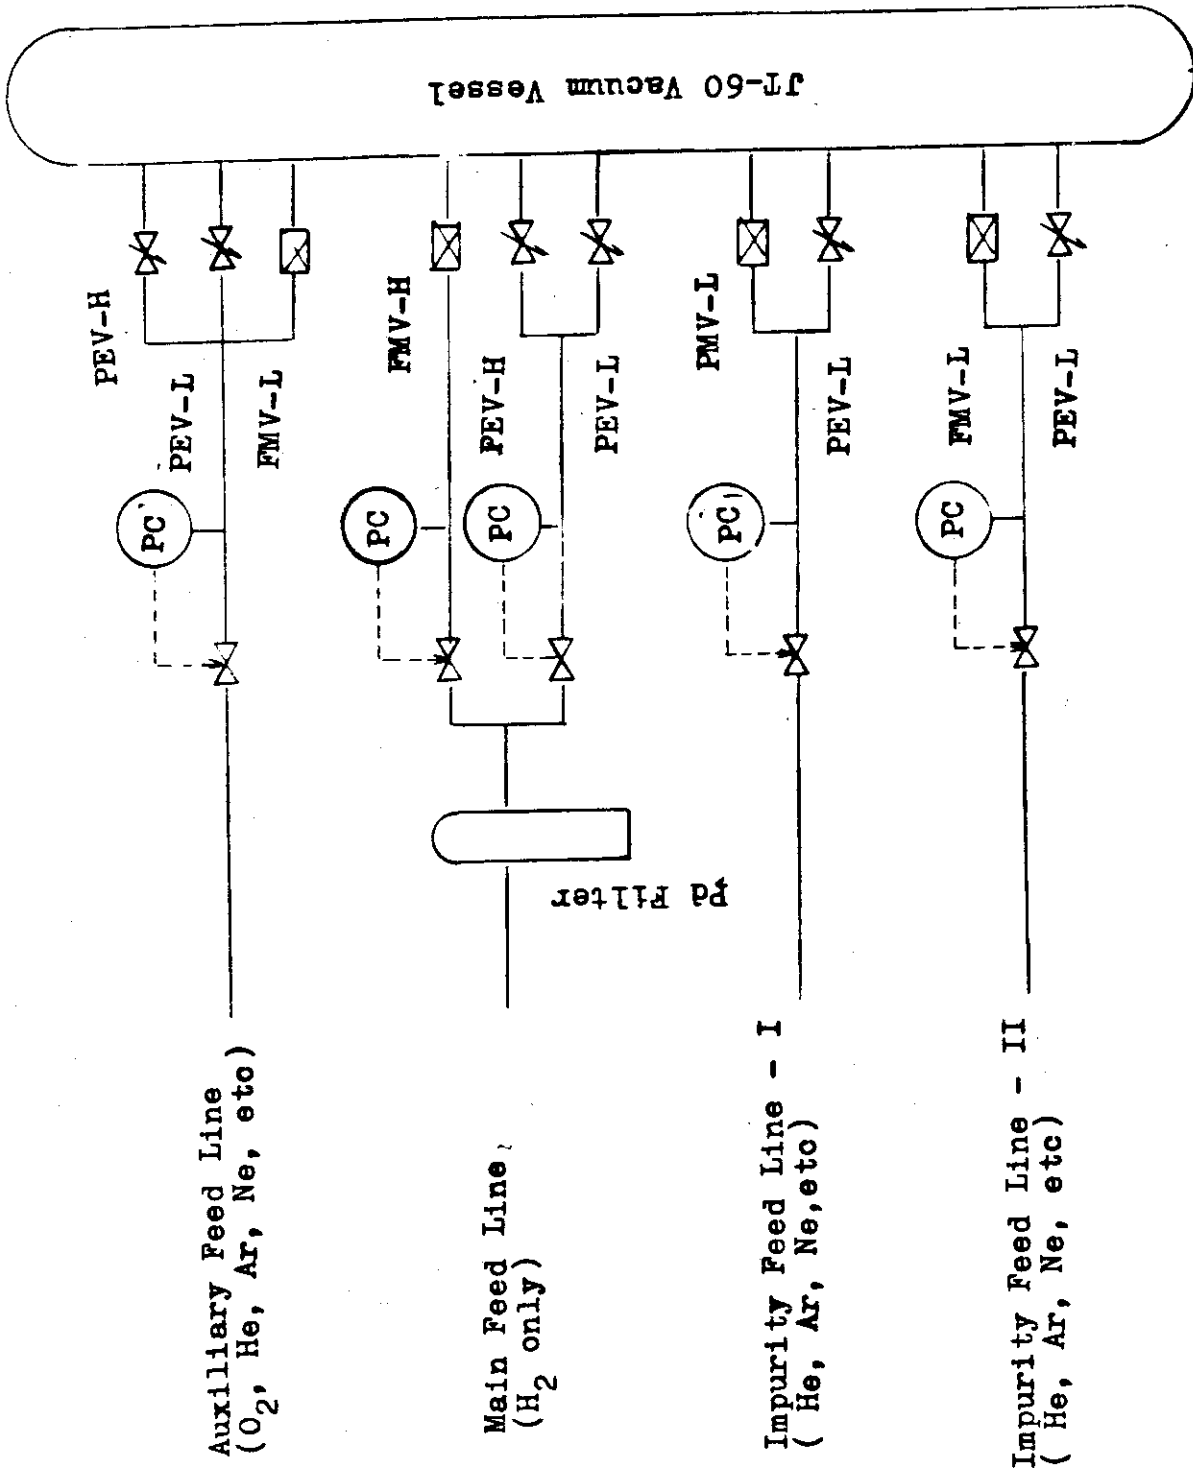 JT-60 Vacuum Vessel
PEV-H
PEV-L
FMV-L
PC
Auxiliary Feed Line
(O2, He, Ar, Ne, etc)
FMV-H
PEV-H
PEV-L
PC
PC
Pd Filter
Main Feed Line
(H2 only)
PMV-L
PEV-L
PC
Impurity Feed Line - I
( He, Ar, Ne,etc)
FMV-L
PEV-L
PC
Impurity Feed Line - II
( He, Ar, Ne, etc)